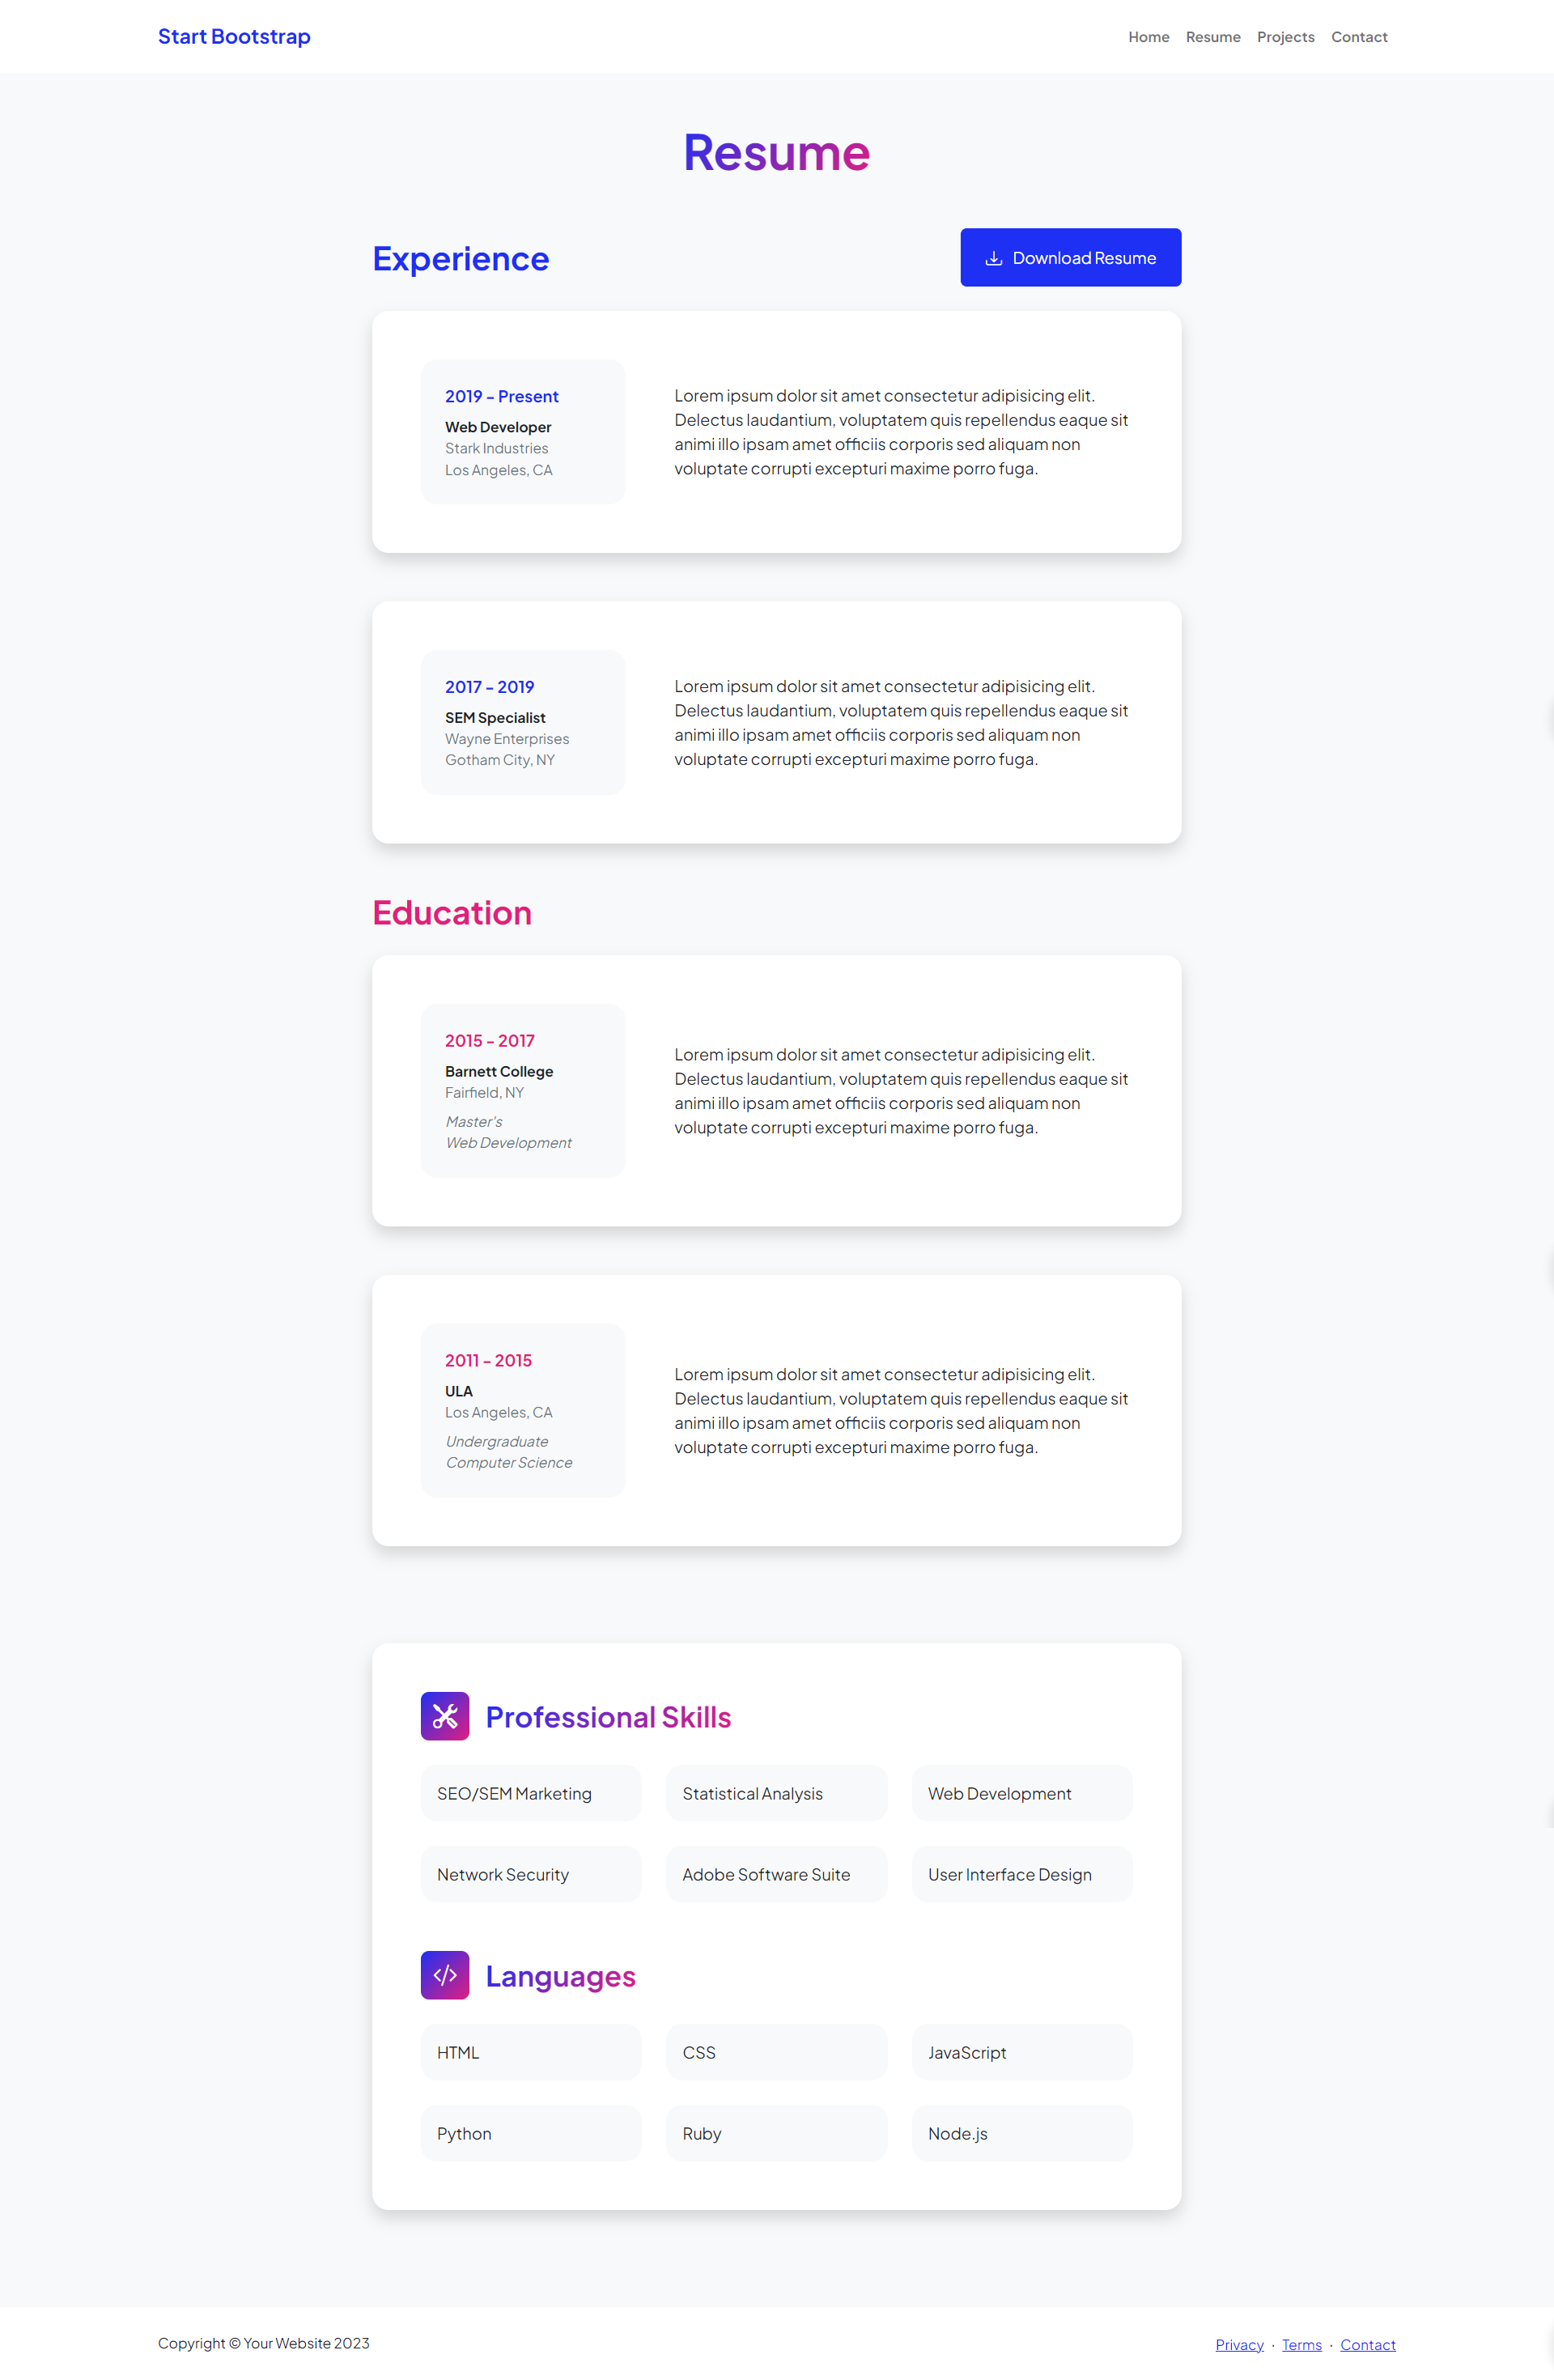 Start Bootstrap
Home Resume Projects Contact
Resume
Experience
Download Resume
2019 - Present
Web Developer
Stark Industries
Los Angeles, CA
Lorem ipsum dolor sit amet consectetur adipisicing elit.
Delectus laudantium, voluptatem quis repellendus eaque sit
animi illo ipsam amet officiis corporis sed aliquam non
voluptate corrupti excepturi maxime porro fuga.
2017 - 2019
SEM Specialist
Wayne Enterprises
Gotham City, NY
Lorem ipsum dolor sit amet consectetur adipisicing elit.
Delectus laudantium, voluptatem quis repellendus eaque sit
animi illo ipsam amet officiis corporis sed aliquam non
voluptate corrupti excepturi maxime porro fuga.
Education
2015 - 2017
Barnett College
Fairfield, NY
Master's
Web Development
Lorem ipsum dolor sit amet consectetur adipisicing elit.
Delectus laudantium, voluptatem quis repellendus eaque sit
animi illo ipsam amet officiis corporis sed aliquam non
voluptate corrupti excepturi maxime porro fuga.
2011 - 2015
ULA
Los Angeles, CA
Undergraduate
Computer Science
Lorem ipsum dolor sit amet consectetur adipisicing elit.
Delectus laudantium, voluptatem quis repellendus eaque sit
animi illo ipsam amet officiis corporis sed aliquam non
voluptate corrupti excepturi maxime porro fuga.
Professional Skills
SEO/SEM Marketing
Statistical Analysis
Web Development
Network Security
Adobe Software Suite
User Interface Design
Languages
HTML
CSS
JavaScript
Python
Ruby
Node.js
Copyright © Your Website 2023
Privacy · Terms · Contact